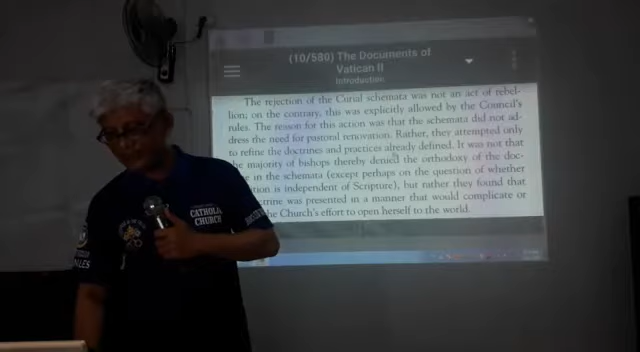 (10/580) The Documents of
Vatican II
Introduction
The rejection of the Curial schemata was not an act of rebel-
lion; on the contrary, this was explicitly allowed by the Council's
rules. The reason for this action was that the schemata did not ad-
dress the need for pastoral renovation. Rather, they attempted only
to refine the doctrines and practices already defined. It was not that
he majority of bishops thereby denied the orthodoxy of the doc-
ne in the schemata (except perhaps on the question of whether
ition is independent of Scripture), but rather they found that
ctrine was presented in a manner that would complicate or
he Church's effort to open herself to the world.
CATHOLIC
CHURCH